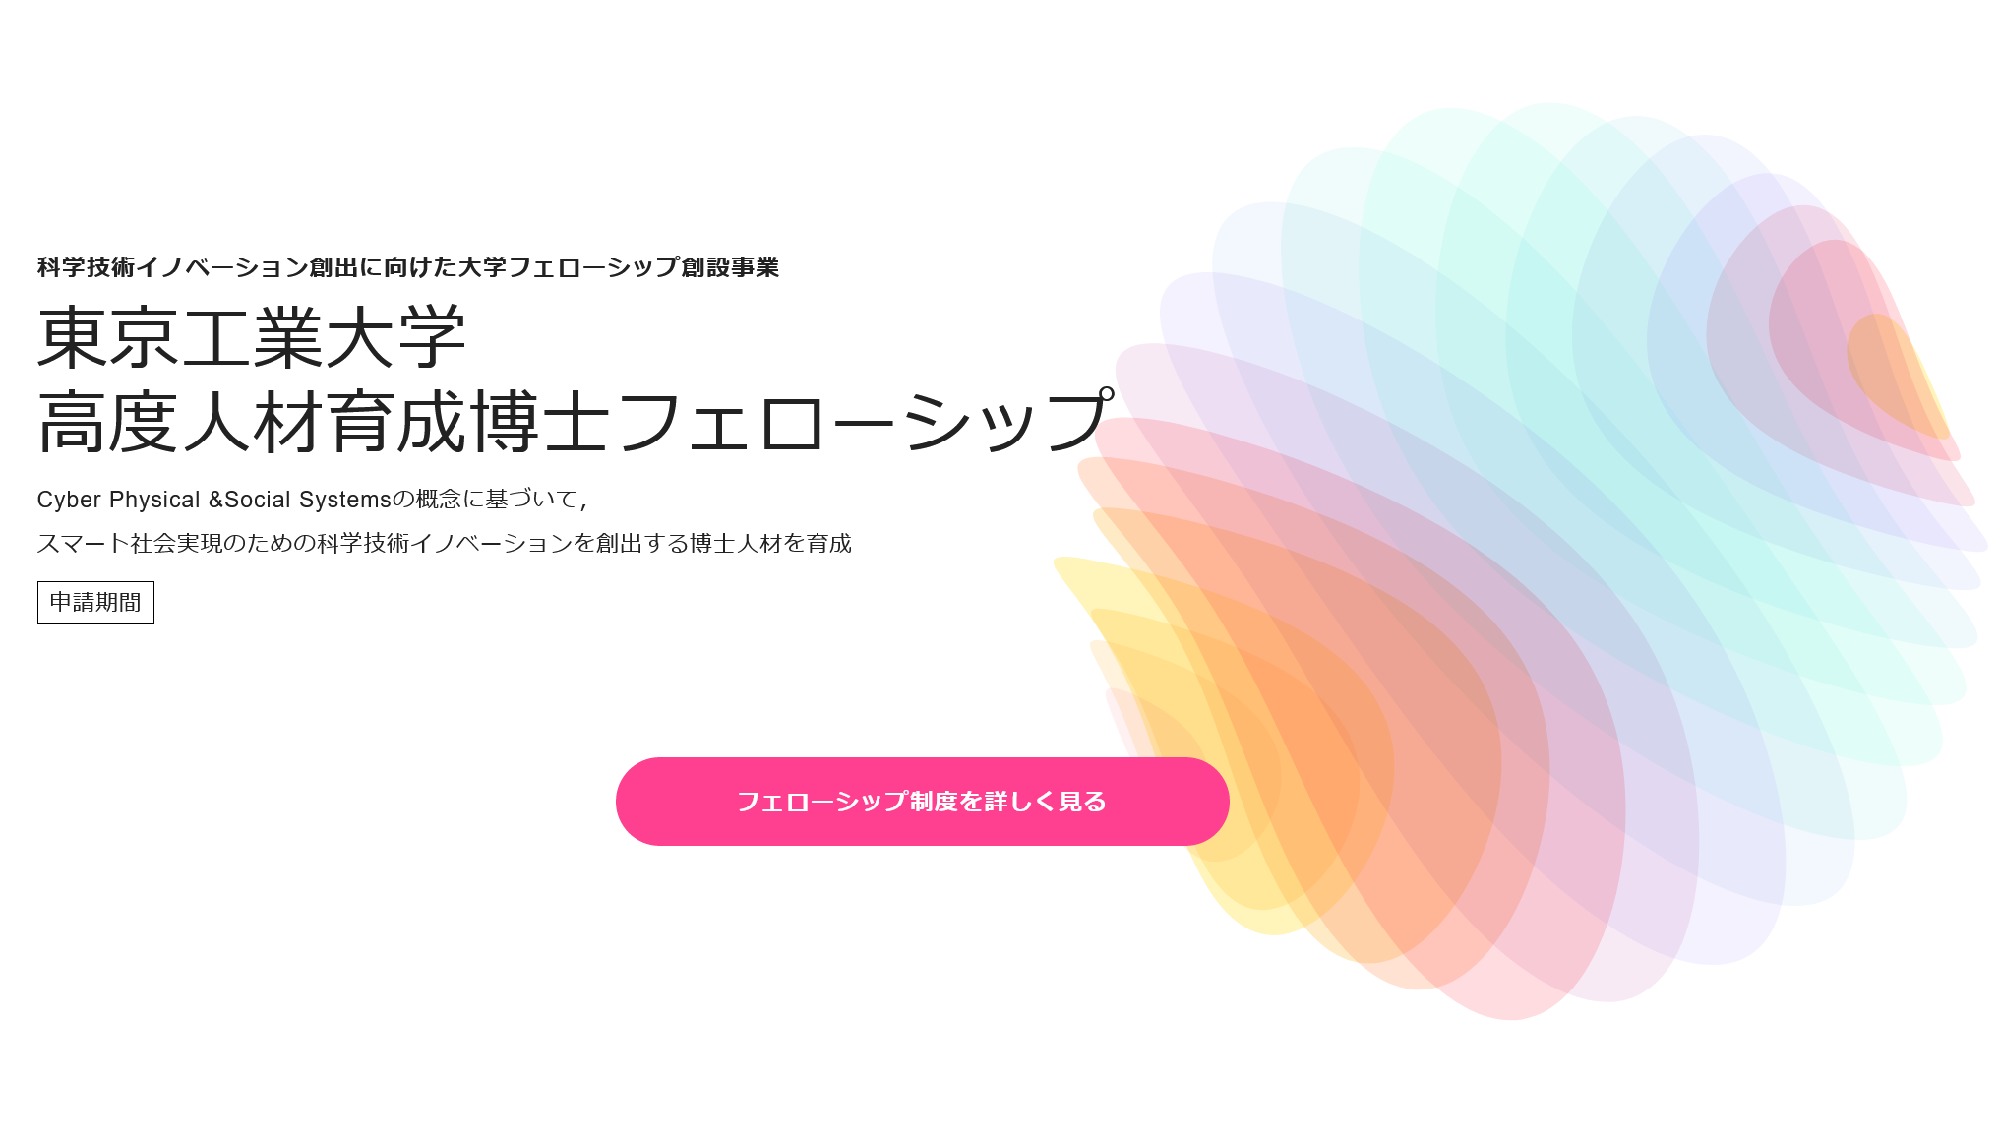 科学技術イノベーション創出に向けた大学フェローシップ創設事業
東京工業大学
高度人材育成博士フェローシップ
Cyber Physical &Social Systemsの概念に基づいて,
スマート社会実現のための科学技術イノベーションを創出する博士人材を育成
申請期間
フェローシップ制度を詳しく見る